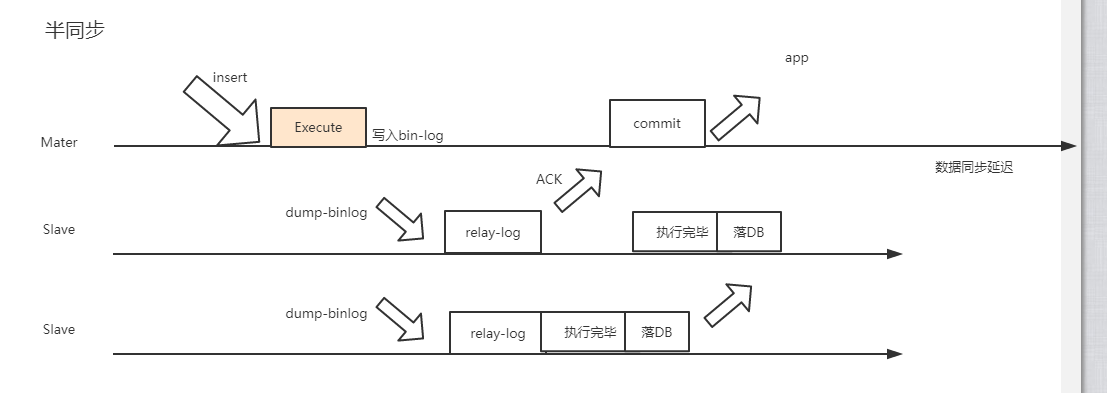 半同步
app
insert
Execute
写入bin-log
commit
Mater
数据同步延迟
ACK
dump-binlog
Slave
relay-log
执行完毕
落DB
dump-binlog
Slave
relay-log
执行完毕
落DB